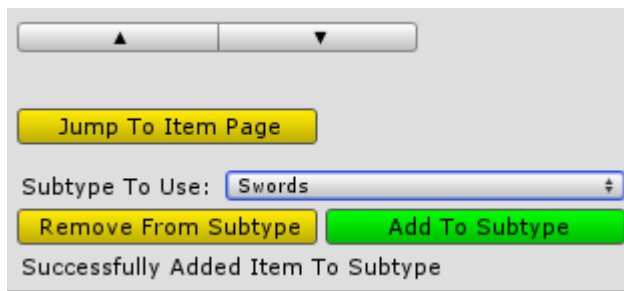 ▲ ▼
Jump To Item Page
Subtype To Use: Swords
Remove From Subtype Add To Subtype
Successfully Added Item To Subtype